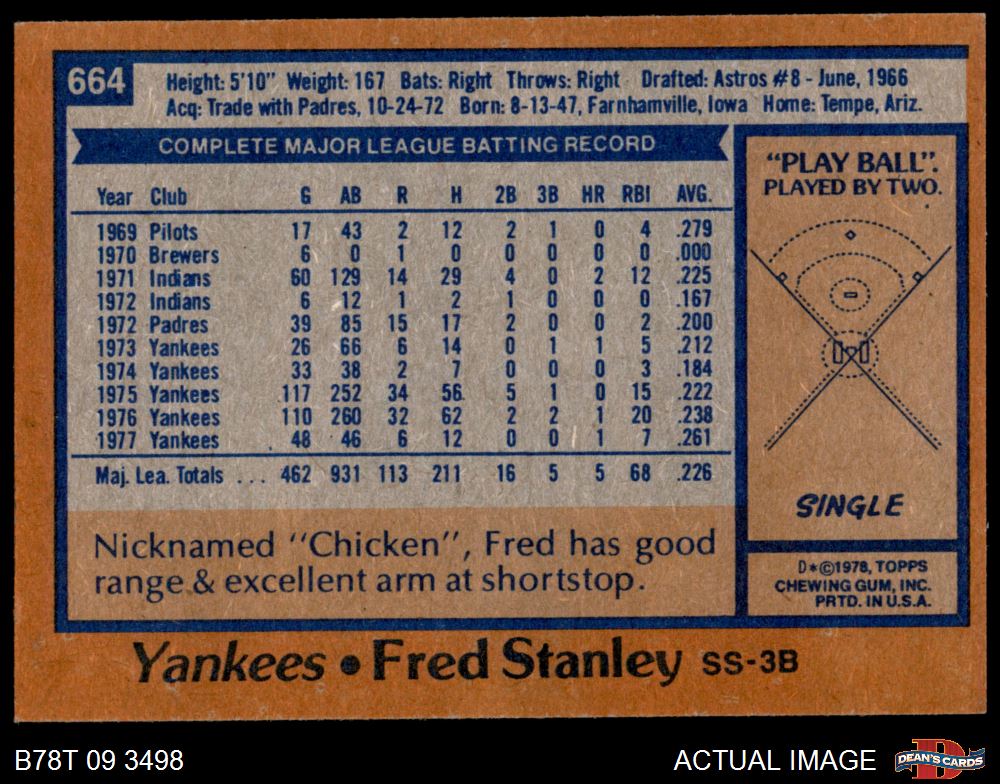 664
Height: 5'10" Weight: 167 Bats: Right Throws: Right Drafted: Astros #8 - June, 1966
Acq: Trade with Padres, 10-24-72 Born: 8-13-47, Farnhamville, Iowa Home: Tempe, Ariz.
COMPLETE MAJOR LEAGUE BATTING RECORD
Year Club G AB R H 2B 3B HR RBI AVG.
1969 Pilots 17 43 2 12 2 1 0 4 .279
1970 Brewers 6 0 1 0 0 0 0 0 .000
1971 Indians 60 129 14 29 4 0 2 12 .225
1972 Indians 6 12 1 2 1 0 0 0 .167
1972 Padres 39 85 15 17 2 0 0 2 .200
1973 Yankees 26 66 6 14 0 1 1 5 .212
1974 Yankees 33 38 2 7 0 0 0 3 .184
1975 Yankees 117 252 34 56 5 1 0 15 .222
1976 Yankees 110 260 32 62 2 2 1 20 .238
1977 Yankees 48 46 6 12 0 0 1 7 .261
Maj. Lea. Totals ... 462 931 113 211 16 5 5 68 .226
Nicknamed "Chicken", Fred has good
range & excellent arm at shortstop.
"PLAY BALL".
PLAYED BY TWO.
SINGLE
D*©1978, TOPPS
CHEWING GUM, INC.
PRTD. IN U.S.A.
Yankees • Fred Stanley SS-3B
B78T 09 3498
ACTUAL IMAGE
DEAN'S CARDS